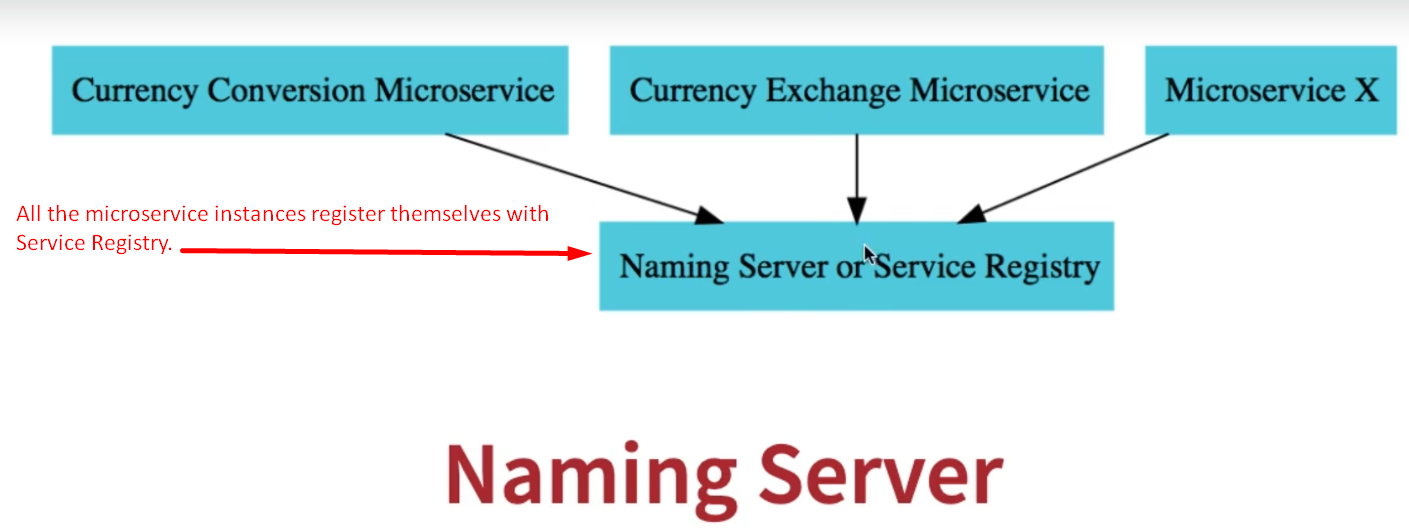 Currency Conversion Microservice
Currency Exchange Microservice
Microservice X
All the microservice instances register themselves with
Service Registry.
Naming Server or Service Registry
Naming Server